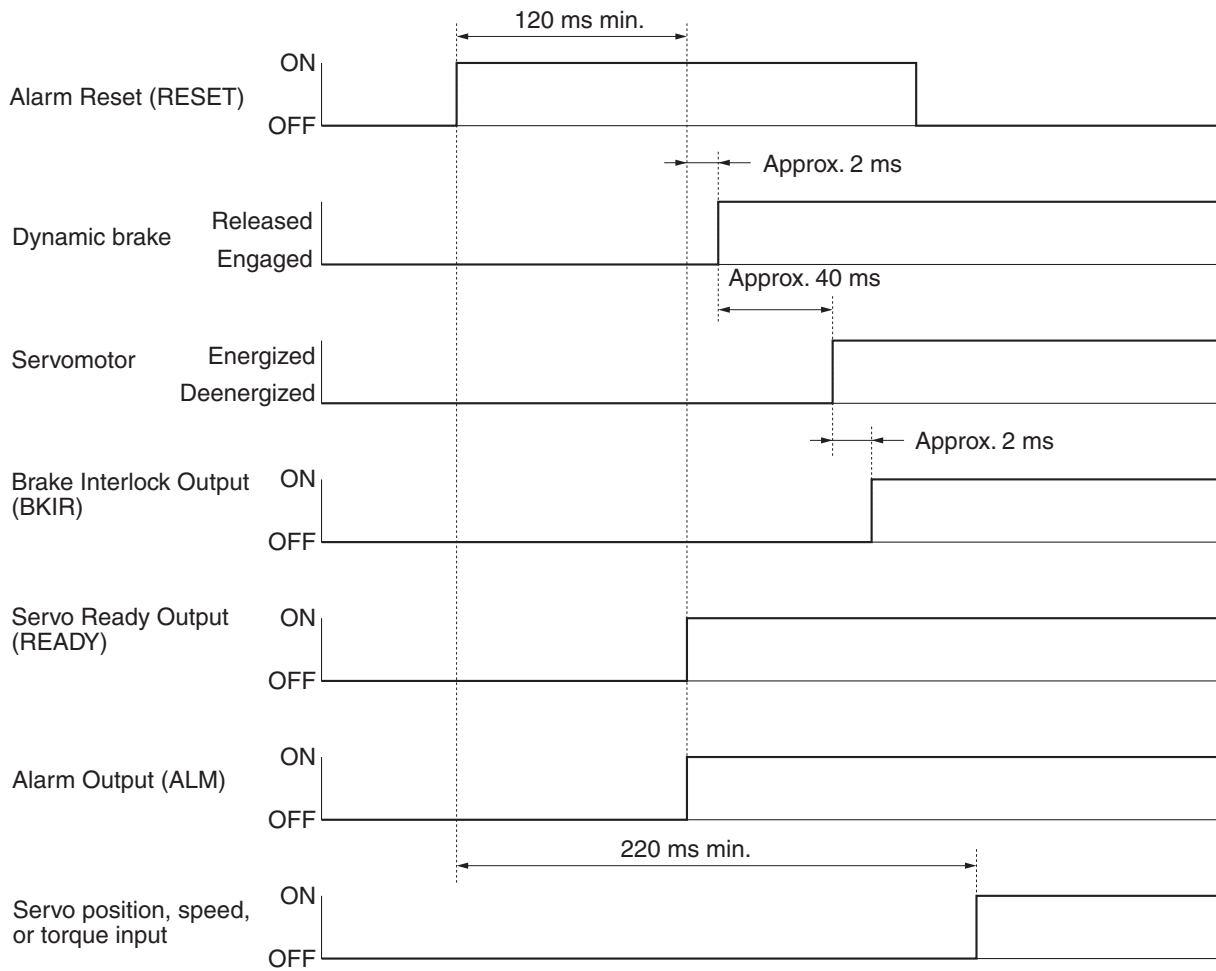 120 ms min.
ON
Alarm Reset (RESET)
OFF
Approx. 2 ms
Released
Dynamic brake
Engaged
Approx. 40 ms
Energized
Servomotor
Deenergized
Approx. 2 ms
Brake Interlock Output
(BKIR)
ON
OFF
Servo Ready Output
(READY)
ON
OFF
ON
Alarm Output (ALM)
OFF
220 ms min.
ON
Servo position, speed,
or torque input
OFF